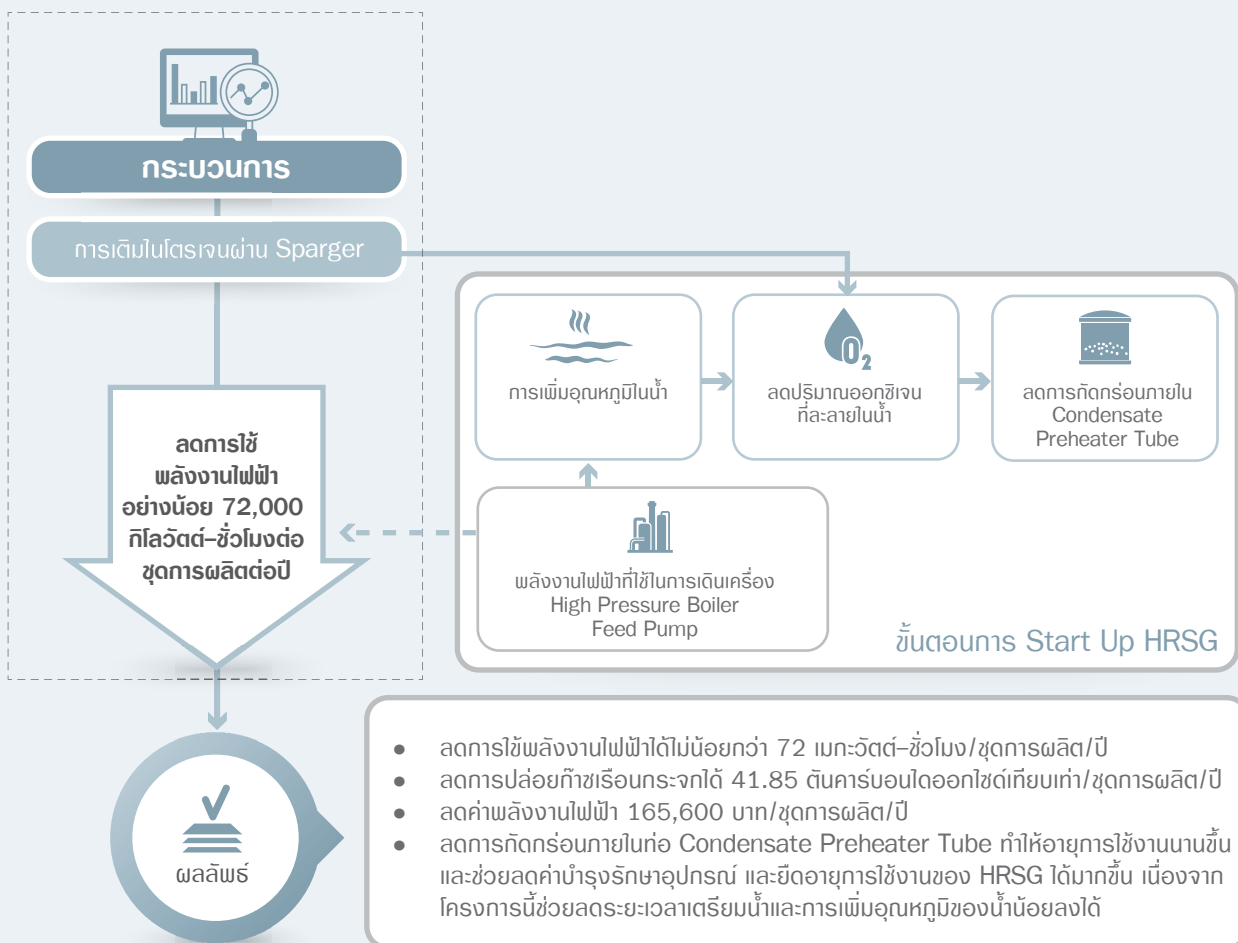 กระบวนการ
การเติมไนโตรเจนผ่าน Sparger
การเพิ่มอุณหภูมิในน้ำ
O2
ลดปริมาณออกซิเจน
ที่ละลายในน้ำ
ลดการกัดกร่อนภายใน
Condensate
Preheater Tube
ลดการใช้
พลังงานไฟฟ้า
อย่างน้อย 72,000
กิโลวัตต์-ชั่วโมงต่อ
ชุดการผลิตต่อปี
พลังงานไฟฟ้าที่ใช้ในการเดินเครื่อง
High Pressure Boiler
Feed Pump
ขั้นตอนการ Start Up HRSG
ผลลัพธ์
• ลดการใช้พลังงานไฟฟ้าได้ไม่น้อยกว่า 72 เมกะวัตต์-ชั่วโมง/ชุดการผลิต/ปี
• ลดการปล่อยก๊าซเรือนกระจกได้ 41.85 ตันคาร์บอนไดออกไซด์เทียบเท่า/ชุดการผลิต/ปี
• ลดค่าพลังงานไฟฟ้า 165,600 บาท/ชุดการผลิต/ปี
• ลดการกัดกร่อนภายในท่อ Condensate Preheater Tube ทำให้อายุการใช้งานนานขึ้น
และช่วยลดค่าบำรุงรักษาอุปกรณ์ และยืดอายุการใช้งานของ HRSG ได้มากขึ้น เนื่องจาก
โครงการนี้ช่วยลดระยะเวลาเตรียมน้ำและการเพิ่มอุณหภูมิของน้ำน้อยลงได้